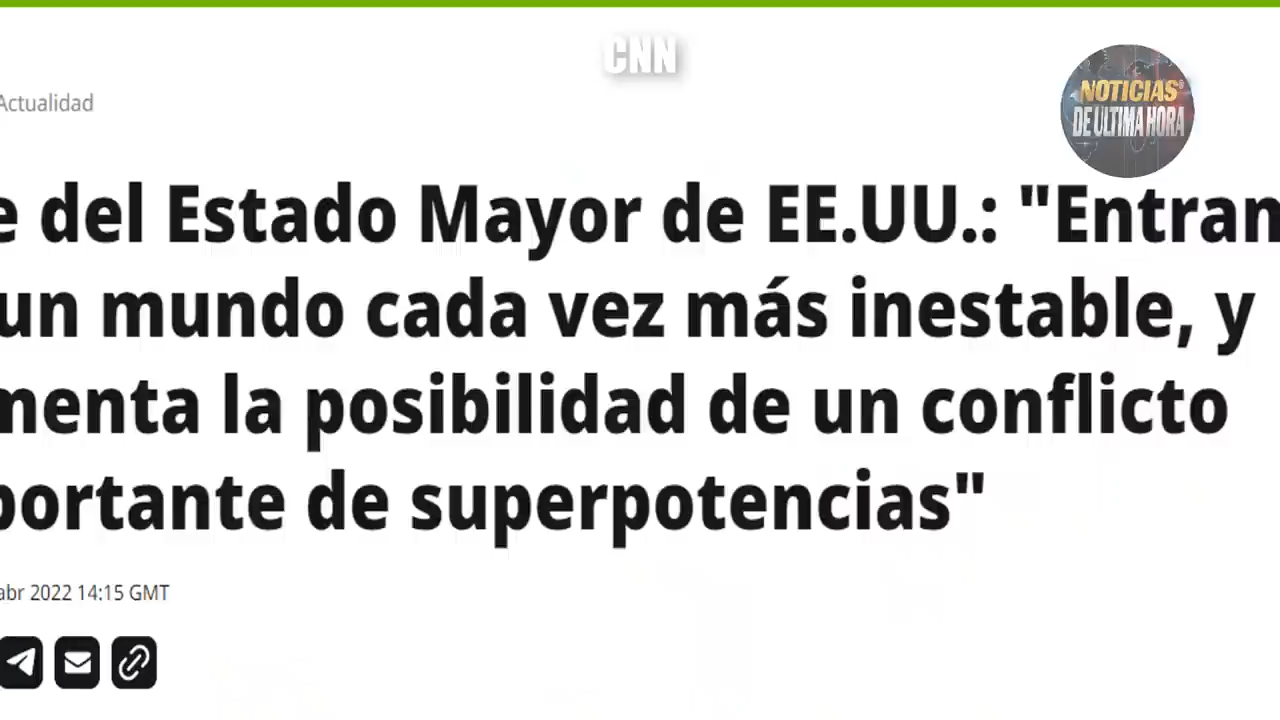 CNN
NOTICIAS
DE ULTIMA HORA
Actualidad
e del Estado Mayor de EE.UU.: "Entran
un mundo cada vez más inestable, y
menta la posibilidad de un conflicto
portante de superpotencias"
abr 2022 14:15 GMT